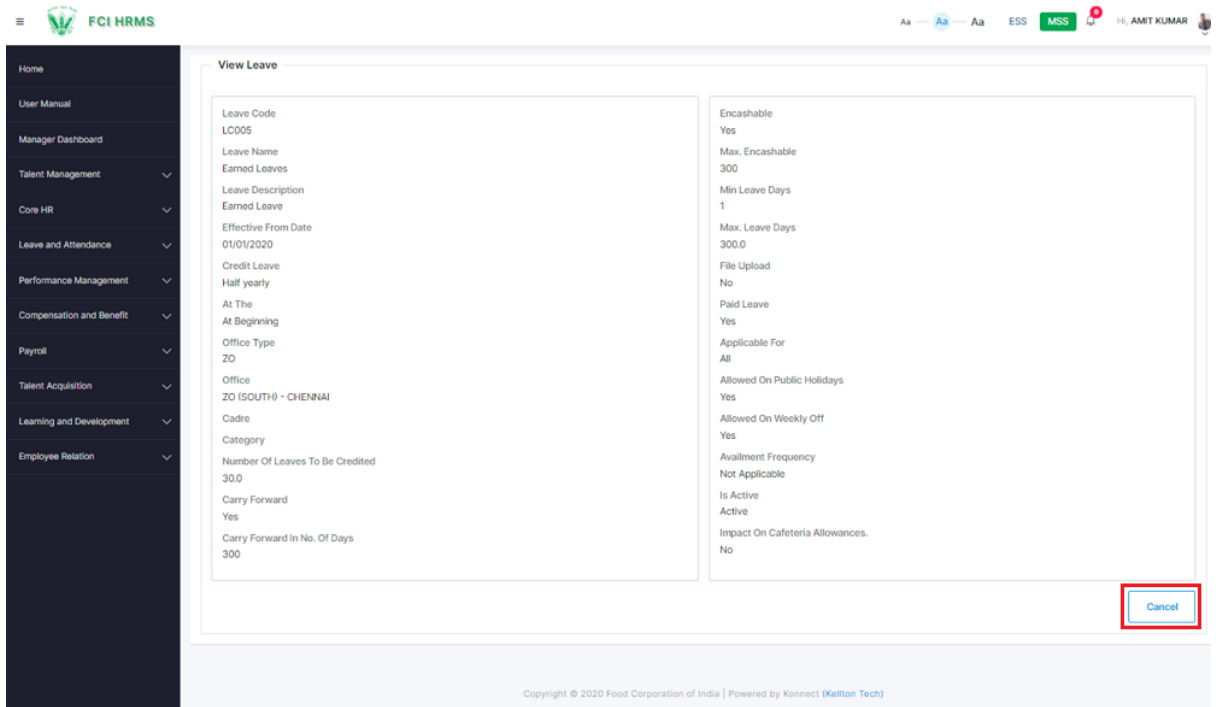 FCI HRMS
Aa Aa Aa ESS MSS 0 Hi, AMIT KUMAR
Home
User Manual
Manager Dashboard
Talent Management
Core HR
Leave and Attendance
Performance Management
Compensation and Benefit
Payroll
Talent Acquisition
Learning and Development
Employee Relation
View Leave
Leave Code
LC005
Leave Name
Earned Leaves
Leave Description
Earned Leave
Effective From Date
01/01/2020
Credit Leave
Half yearly
At The
At Beginning
Office Type
ZO
Office
ZO (SOUTH) - CHENNAI
Cadre
Category
Number Of Leaves To Be Credited
30.0
Carry Forward
Yes
Carry Forward In No. Of Days
300
Encashable
Yes
Max. Encashable
300
Min Leave Days
1
Max. Leave Days
300.0
File Upload
No
Paid Leave
Yes
Applicable For
All
Allowed On Public Holidays
Yes
Allowed On Weekly Off
Yes
Availment Frequency
Not Applicable
Is Active
Active
Impact On Cafeteria Allowances.
No
Cancel
Copyright © 2020 Food Corporation of India | Powered by Konnect (Kellton Tech)